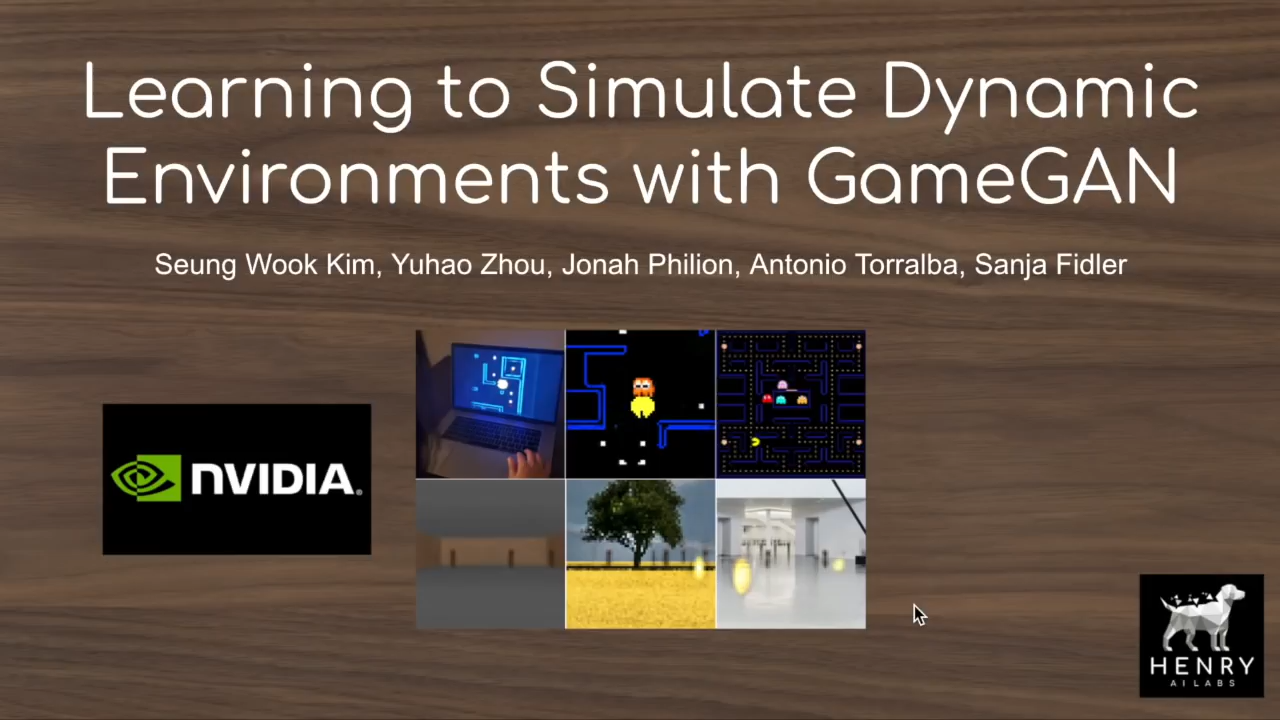 Learning to Simulate Dynamic
Environments with GameGAN
Seung Wook Kim, Yuhao Zhou, Jonah Philion, Antonio Torralba, Sanja Fidler
NVIDIA.
HENRY
AI LABS